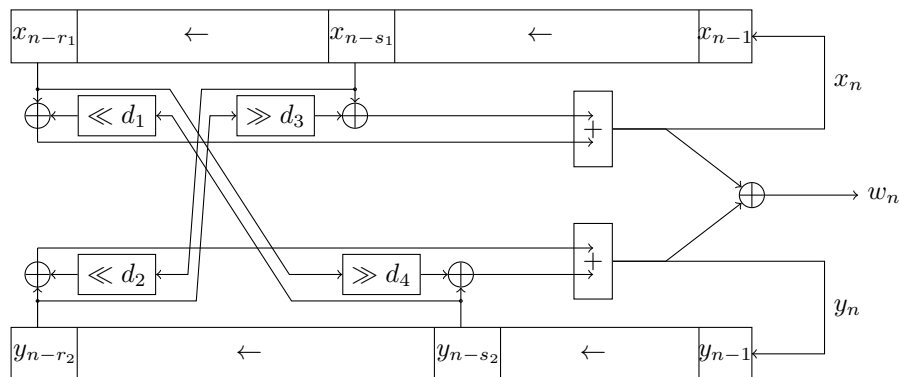 x_{n-r_1} ← x_{n-s_1} ← x_{n-1}
x_n
≪ d_1 ≫ d_3 +
w_n
≪ d_2 ≫ d_4 +
y_n
y_{n-r_2} ← y_{n-s_2} ← y_{n-1}